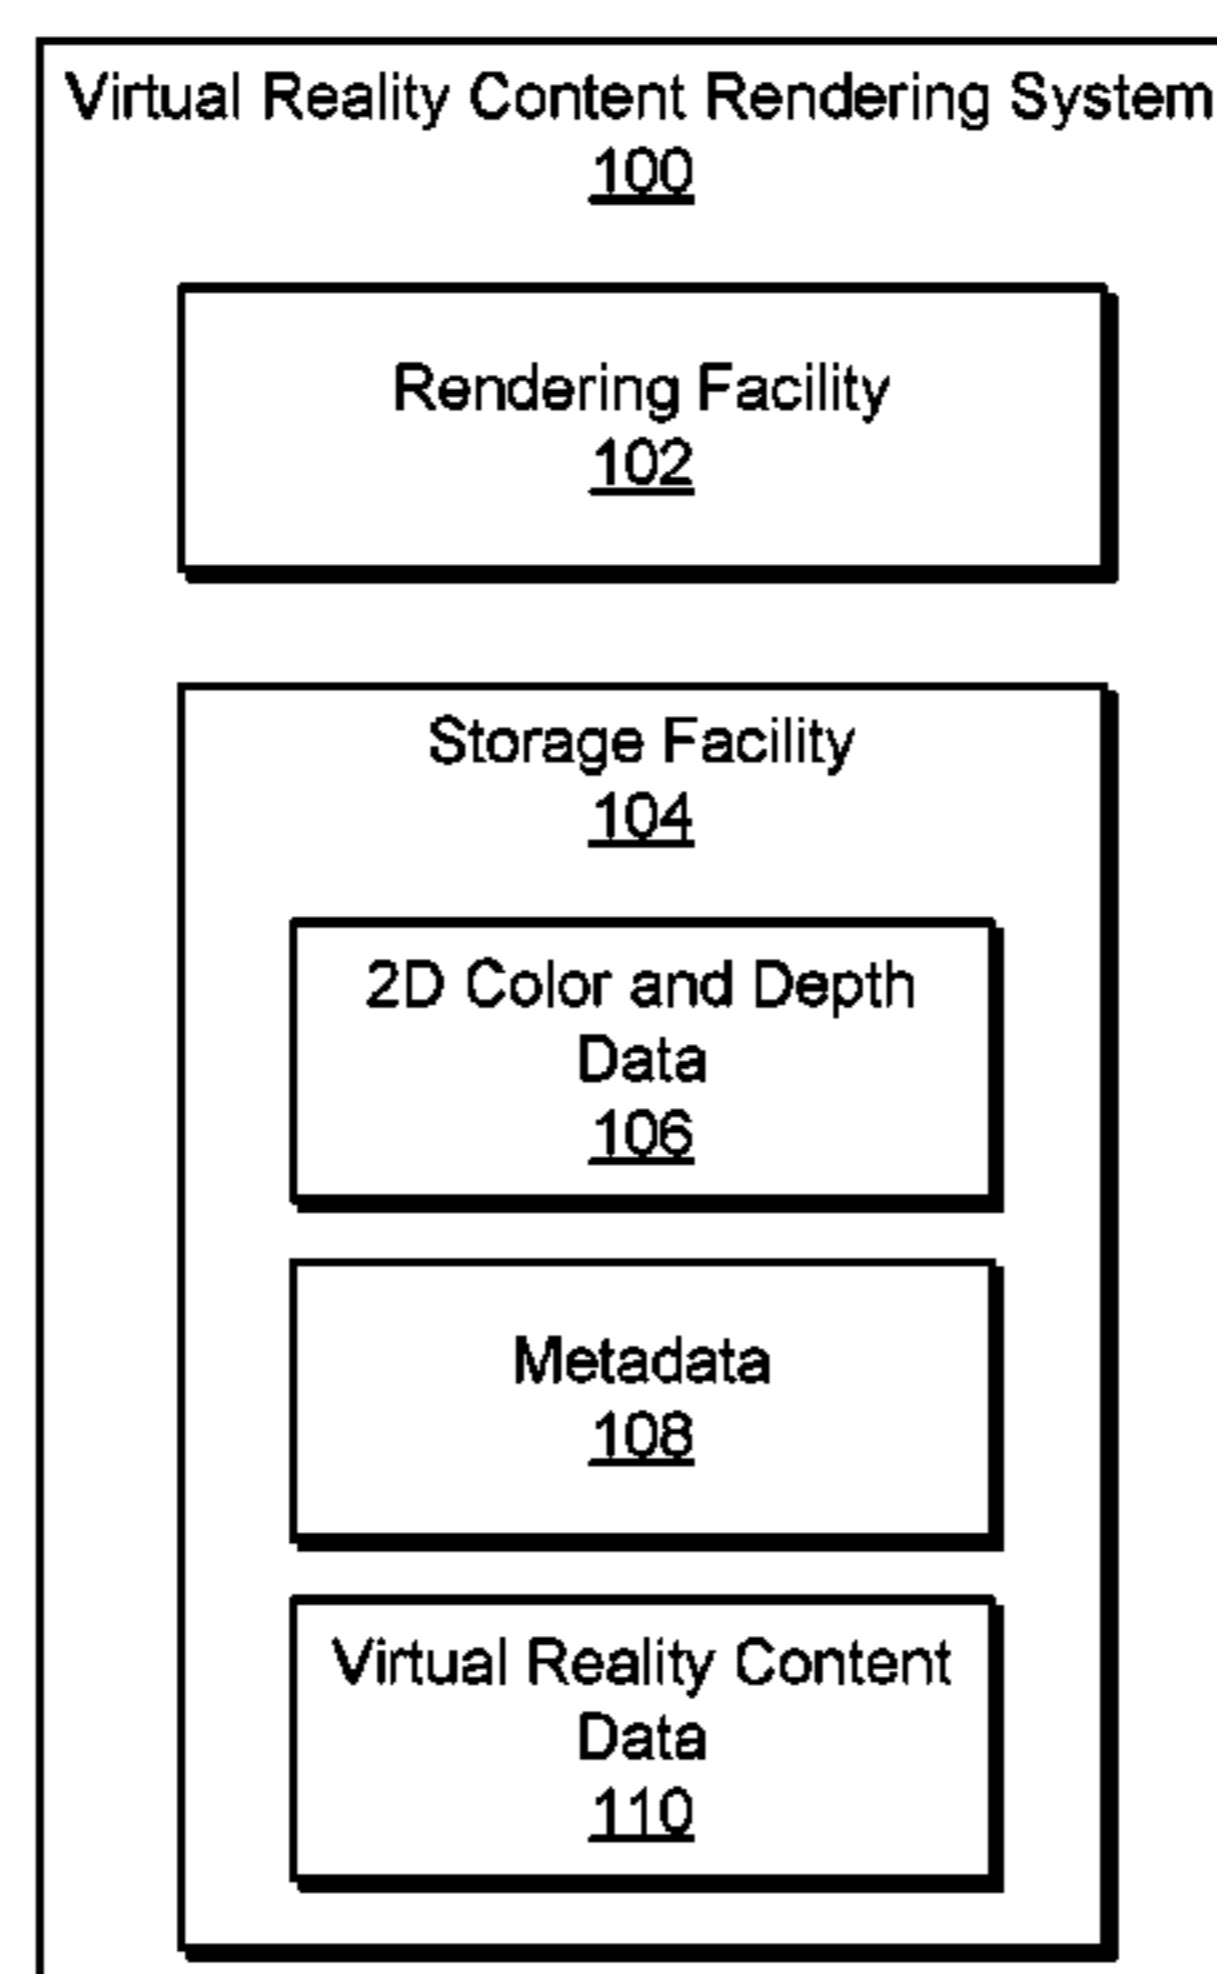 Virtual Reality Content Rendering System
100
Rendering Facility
102
Storage Facility
104
2D Color and Depth
Data
106
Metadata
108
Virtual Reality Content
Data
110